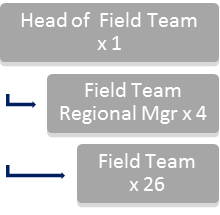 Head of Field Team
x 1
Field Team
Regional Mgr x 4
Field Team
x 26